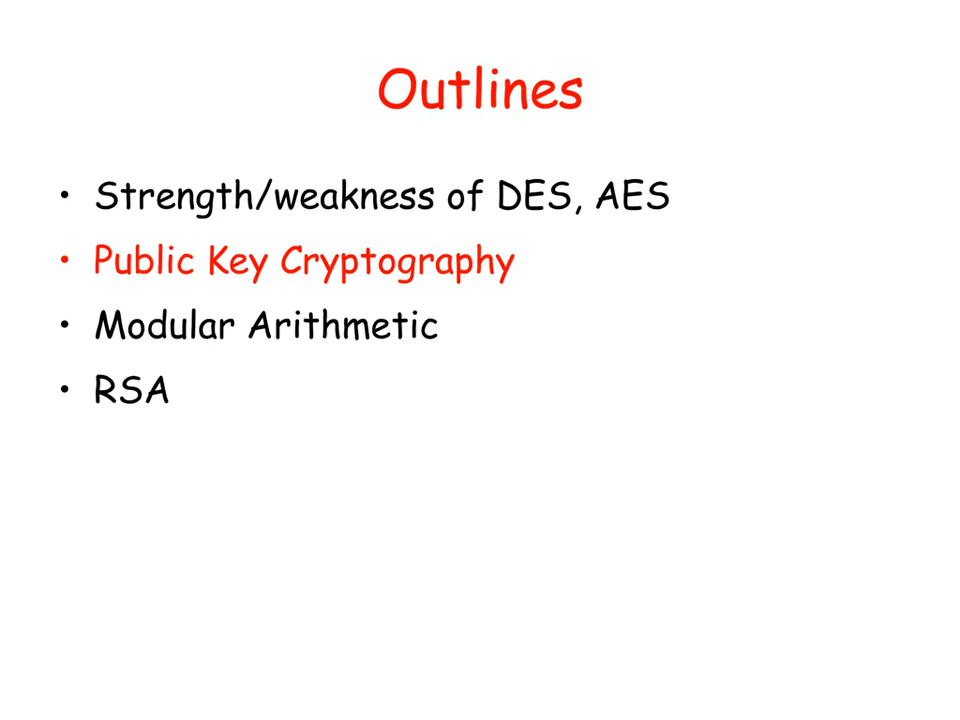 Outlines
• Strength/weakness of DES, AES
• Public Key Cryptography
• Modular Arithmetic
• RSA